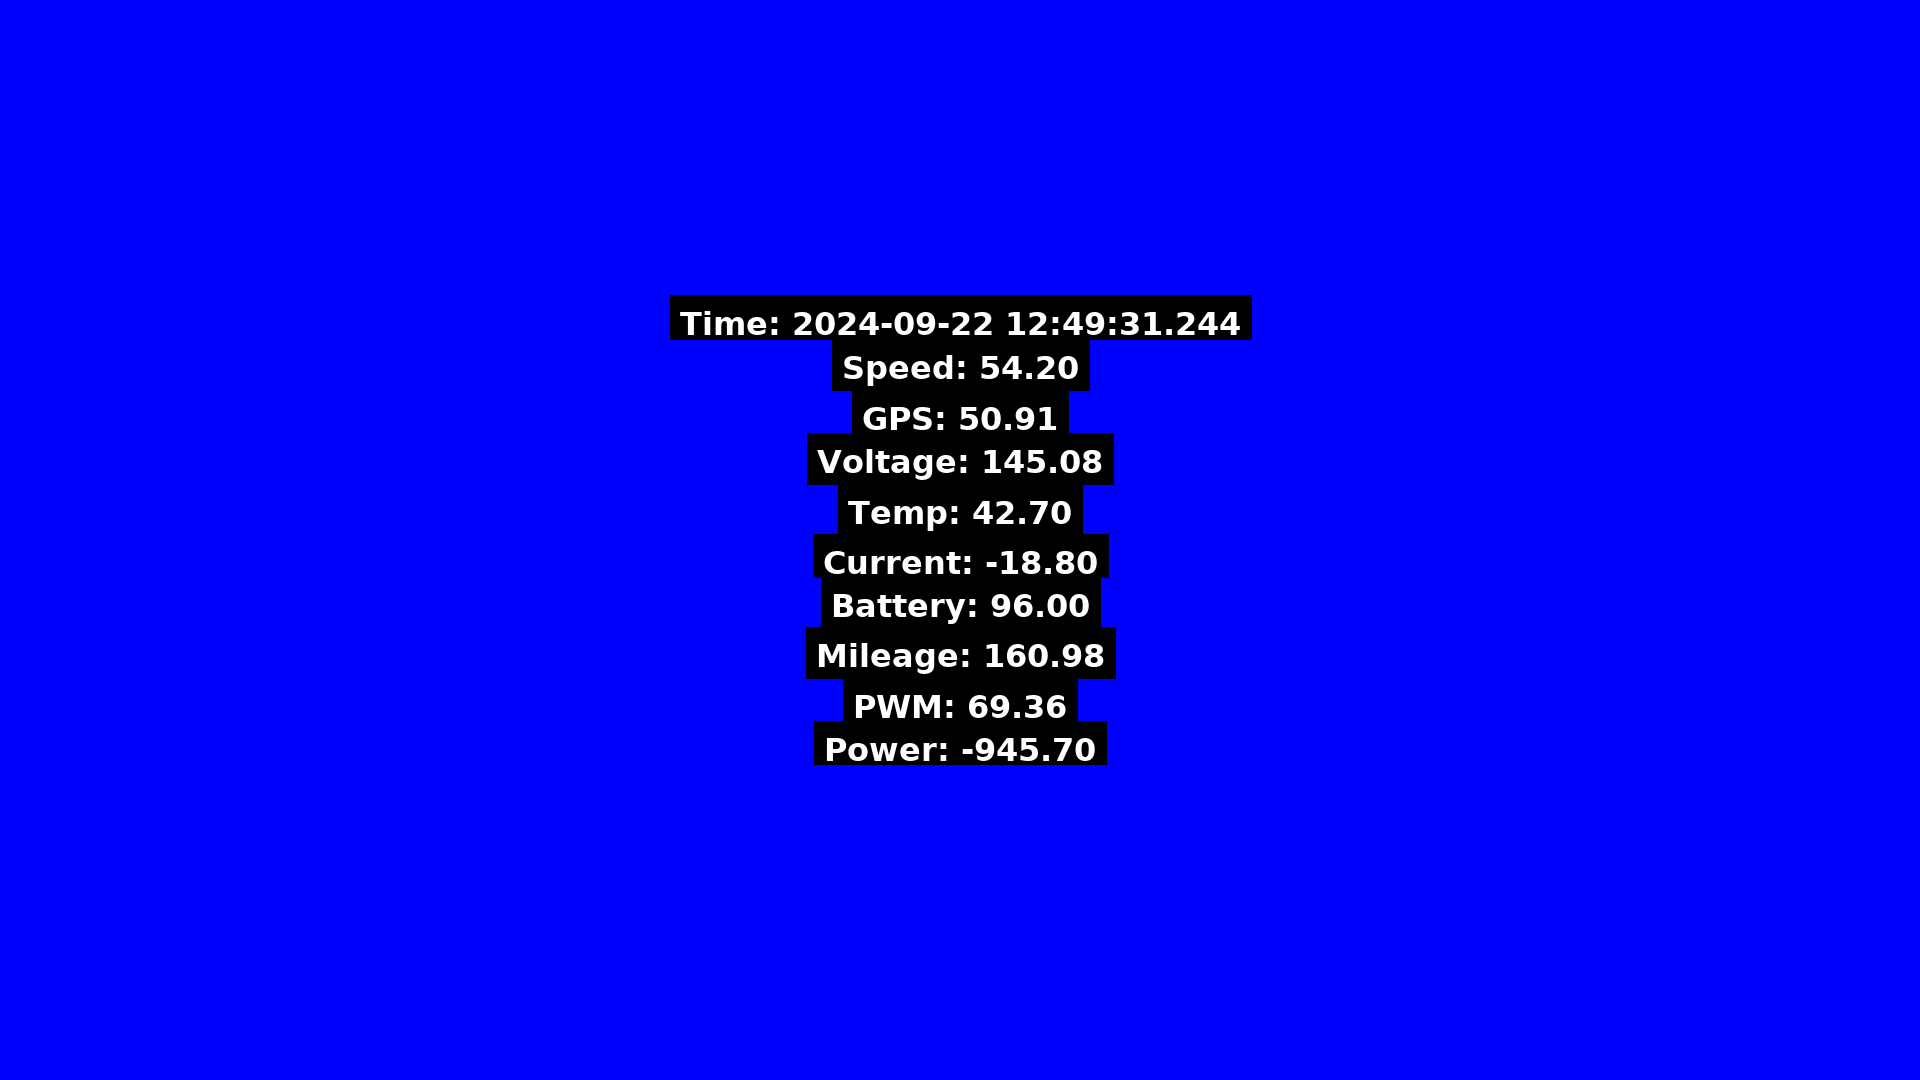 Time: 2024-09-22 12:49:31.244
Speed: 54.20
GPS: 50.91
Voltage: 145.08
Temp: 42.70
Current: -18.80
Battery: 96.00
Mileage: 160.98
PWM: 69.36
Power: -945.70